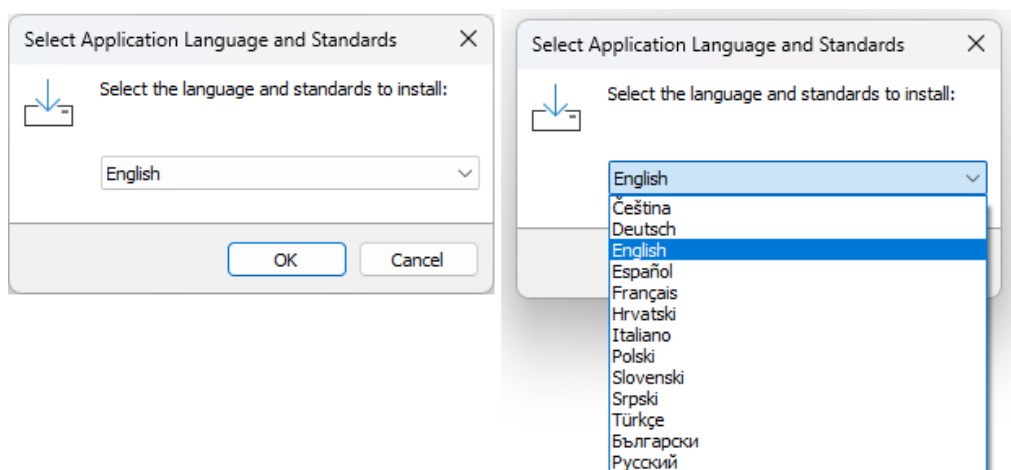 Select Application Language and Standards
Select the language and standards to install:
English
OK Cancel
Select Application Language and Standards
Select the language and standards to install:
English
Čeština
Deutsch
English
Español
Français
Hrvatski
Italiano
Polski
Slovenski
Srpski
Türkçe
Български
Русский